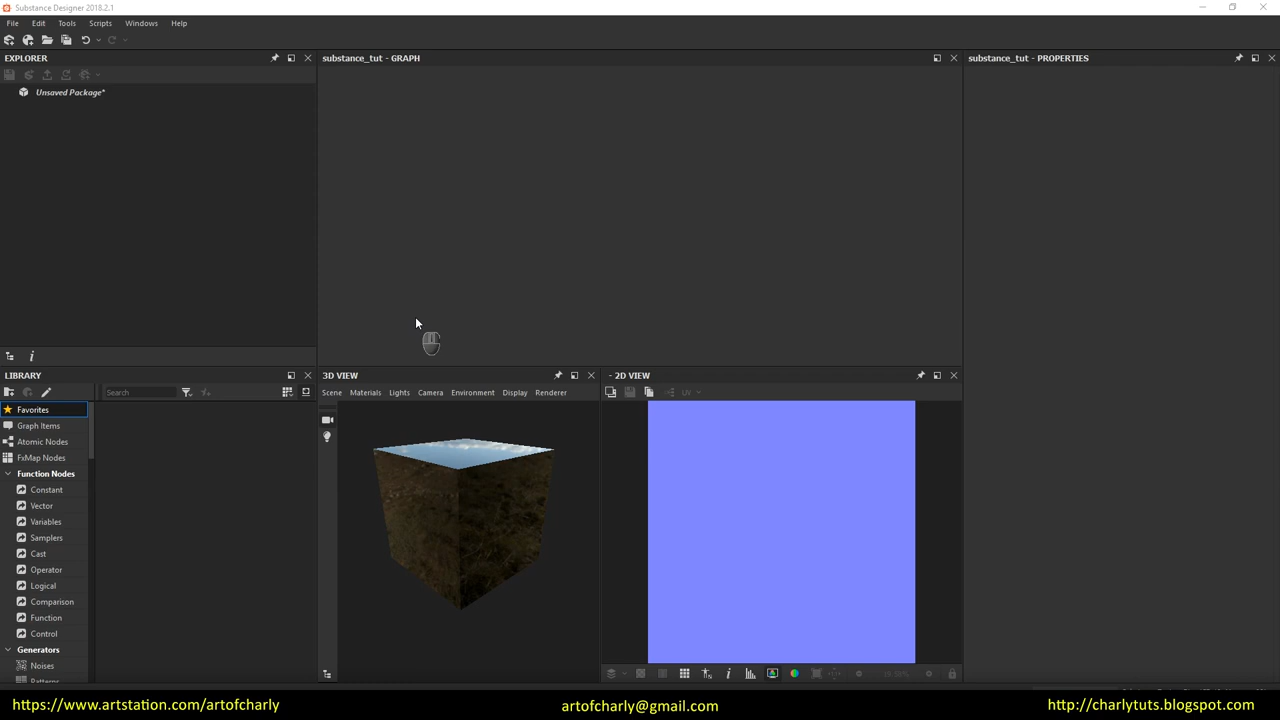 Substance Designer 2018.2.1
File Edit Tools Scripts Windows Help
EXPLORER
Unsaved Package*
substance_tut - GRAPH
substance_tut - PROPERTIES
LIBRARY
Search
Favorites
Graph Items
Atomic Nodes
FxMap Nodes
Function Nodes
Constant
Vector
Variables
Samplers
Cast
Operator
Logical
Comparison
Function
Control
Generators
Noises
Patterns
3D VIEW
Scene Materials Lights Camera Environment Display Renderer
- 2D VIEW
UV
https://www.artstation.com/artofcharly
artofcharly@gmail.com
http://charlytuts.blogspot.com